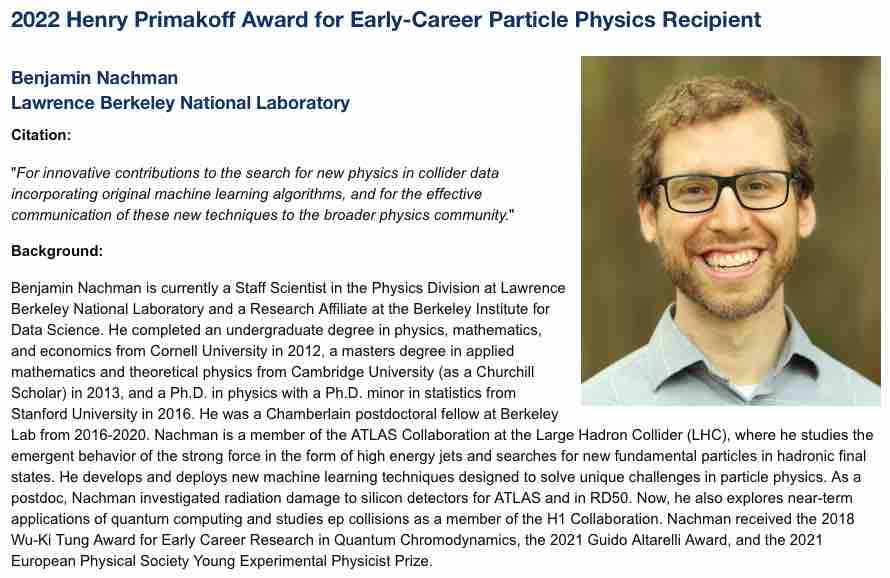 2022 Henry Primakoff Award for Early-Career Particle Physics Recipient
Benjamin Nachman
Lawrence Berkeley National Laboratory
Citation:
"For innovative contributions to the search for new physics in collider data
incorporating original machine learning algorithms, and for the effective
communication of these new techniques to the broader physics community."
Background:
Benjamin Nachman is currently a Staff Scientist in the Physics Division at Lawrence
Berkeley National Laboratory and a Research Affiliate at the Berkeley Institute for
Data Science. He completed an undergraduate degree in physics, mathematics,
and economics from Cornell University in 2012, a masters degree in applied
mathematics and theoretical physics from Cambridge University (as a Churchill
Scholar) in 2013, and a Ph.D. in physics with a Ph.D. minor in statistics from
Stanford University in 2016. He was a Chamberlain postdoctoral fellow at Berkeley
Lab from 2016-2020. Nachman is a member of the ATLAS Collaboration at the Large Hadron Collider (LHC), where he studies the
emergent behavior of the strong force in the form of high energy jets and searches for new fundamental particles in hadronic final
states. He develops and deploys new machine learning techniques designed to solve unique challenges in particle physics. As a
postdoc, Nachman investigated radiation damage to silicon detectors for ATLAS and in RD50. Now, he also explores near-term
applications of quantum computing and studies ep collisions as a member of the H1 Collaboration. Nachman received the 2018
Wu-Ki Tung Award for Early Career Research in Quantum Chromodynamics, the 2021 Guido Altarelli Award, and the 2021
European Physical Society Young Experimental Physicist Prize.